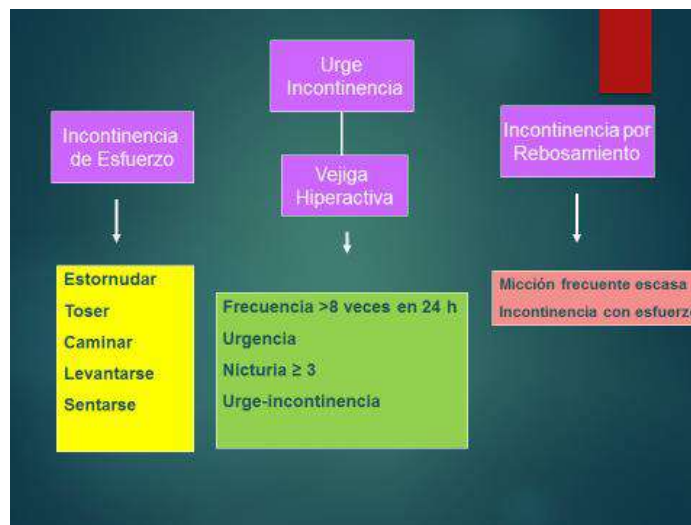 Urge
Incontinencia
Incontinencia
de Esfuerzo
Incontinencia por
Rebosamiento
Vejiga
Hiperactiva
Estornudar
Toser
Caminar
Levantarse
Sentarse
Frecuencia >8 veces en 24 h
Urgencia
Nicturia ≥ 3
Urge-incontinencia
Micción frecuente escasa
Incontinencia con esfuerzo